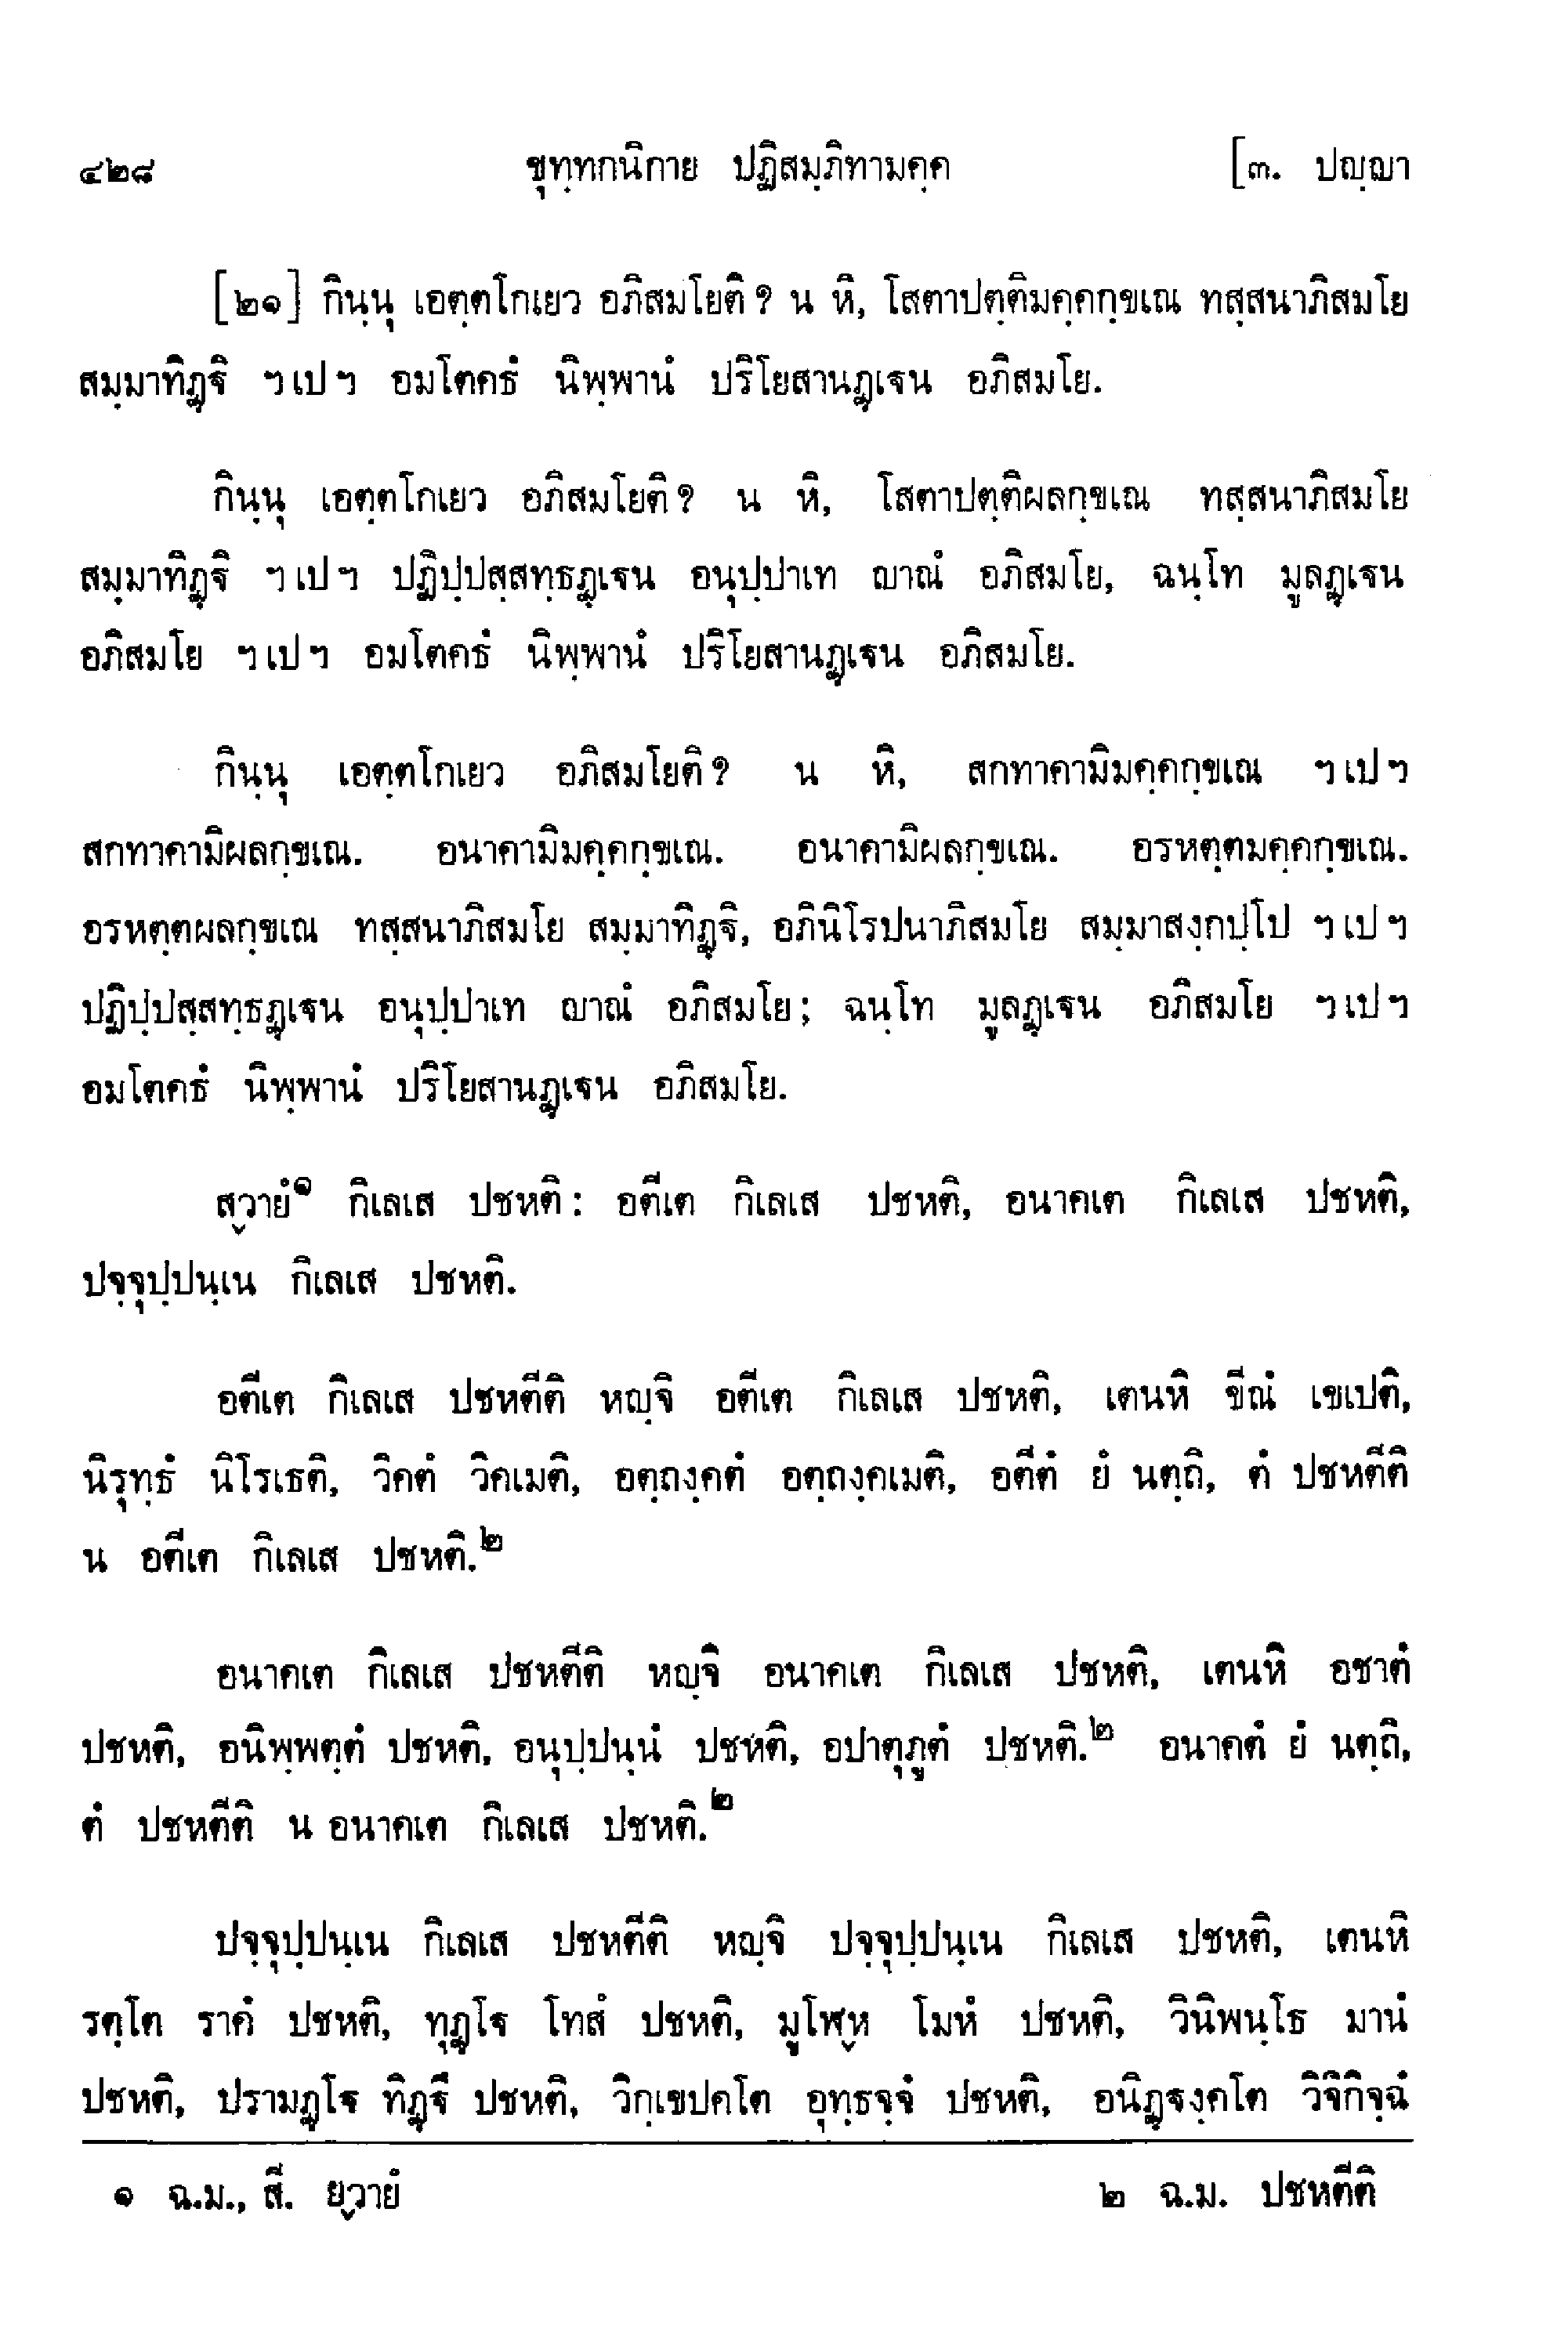 ๔๒๘ ขุทฺทกนิกาย ปฏิสมฺภิทามคฺค [๓. ปญฺญา
[๒๑] กินฺนุ เอตฺตโกเยว อภิสมโยติ ? น หิ, โสตาปตฺติมคฺคกฺขเณ ทสฺสนาภิสมโย
สมฺมาทิฏฺฐิ ฯ เป ฯ อมโตคธํ นิพฺพานํ ปริโยสานฏฺเฐน อภิสมโย.
กินฺนุ เอตฺตโกเยว อภิสมโยติ ? น หิ, โสตาปตฺติผลกฺขเณ ทสฺสนาภิสมโย
สมฺมาทิฏฺฐิ ฯ เป ฯ ปฏิปฺปสฺสทฺธฏฺเฐน อนุปฺปาเท ญาณํ อภิสมโย, ฉนฺโท มูลฏฺเฐน
อภิสมโย ฯ เป ฯ อมโตคธํ นิพฺพานํ ปริโยสานฏฺเฐน อภิสมโย.
กินฺนุ เอตฺตโกเยว อภิสมโยติ ? น หิ, สกทาคามิมคฺคกฺขเณ ฯ เป ฯ
สกทาคามิผลกฺขเณ. อนาคามิมคฺคกฺขเณ. อนาคามิผลกฺขเณ. อรหตฺตมคฺคกฺขเณ.
อรหตฺตผลกฺขเณ ทสฺสนาภิสมโย สมฺมาทิฏฺฐิ, อภินิโรปนาภิสมโย สมฺมาสงฺกปฺโป ฯ เป ฯ
ปฏิปฺปสฺสทฺธฏฺเฐน อนุปฺปาเท ญาณํ อภิสมโย; ฉนฺโท มูลฏฺเฐน อภิสมโย ฯ เป ฯ
อมโตคธํ นิพฺพานํ ปริโยสานฏฺเฐน อภิสมโย.
สฺวายํ๑ กิเลเส ปชหติ : อตีเต กิเลเส ปชหติ, อนาคเต กิเลเส ปชหติ,
ปจฺจุปฺปนฺเน กิเลเส ปชหติ.
อตีเต กิเลเส ปชหตีติ หญฺจิ อตีเต กิเลเส ปชหติ, เตนหิ ขีณํ เขเปติ,
นิรุทฺธํ นิโรเธติ, วิคตํ วิคเมติ, อตฺถงฺคตํ อตฺถงฺคเมติ, อตีตํ ยํ นตฺถิ, ตํ ปชหตีติ
น อตีเต กิเลเส ปชหติ.๒
อนาคเต กิเลเส ปชหตีติ หญฺจิ อนาคเต กิเลเส ปชหติ, เตนหิ อชาตํ
ปชหติ, อนิพฺพตฺตํ ปชหติ, อนุปฺปนฺนํ ปชหติ, อปาตุภูตํ ปชหติ.๒ อนาคตํ ยํ นตฺถิ,
ตํ ปชหตีติ น อนาคเต กิเลเส ปชหติ.๒
ปจฺจุปฺปนฺเน กิเลเส ปชหตีติ หญฺจิ ปจฺจุปฺปนฺเน กิเลเส ปชหติ, เตนหิ
รตฺโต ราคํ ปชหติ, ทุฏฺโฐ โทสํ ปชหติ, มูโฬฺห โมหํ ปชหติ, วินิพนฺโธ มานํ
ปชหติ, ปรามฏฺโฐ ทิฏฺฐึ ปชหติ, วิกฺเขปคโต อุทฺธจฺจํ ปชหติ, อนิฏฺฐงฺคโต วิจิกิจฺฉํ
๑ ฉ.ม., สี. ยฺวายํ ๒ ฉ.ม. ปชหตีติ